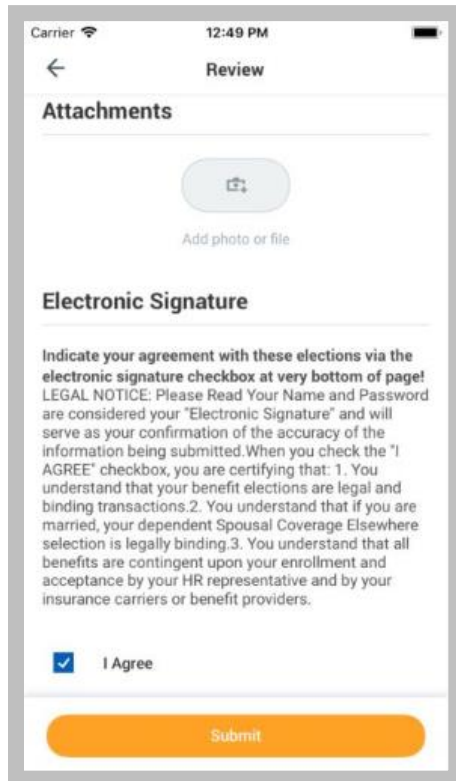 Carrier 12:49 PM
Review
Attachments
Add photo or file
Electronic Signature
Indicate your agreement with these elections via the
electronic signature checkbox at very bottom of page!
LEGAL NOTICE: Please Read Your Name and Password
are considered your "Electronic Signature" and will
serve as your confirmation of the accuracy of the
information being submitted.When you check the "I
AGREE" checkbox, you are certifying that: 1. You
understand that your benefit elections are legal and
binding transactions.2. You understand that if you are
married, your dependent Spousal Coverage Elsewhere
selection is legally binding.3. You understand that all
benefits are contingent upon your enrollment and
acceptance by your HR representative and by your
insurance carriers or benefit providers.
I Agree
Submit